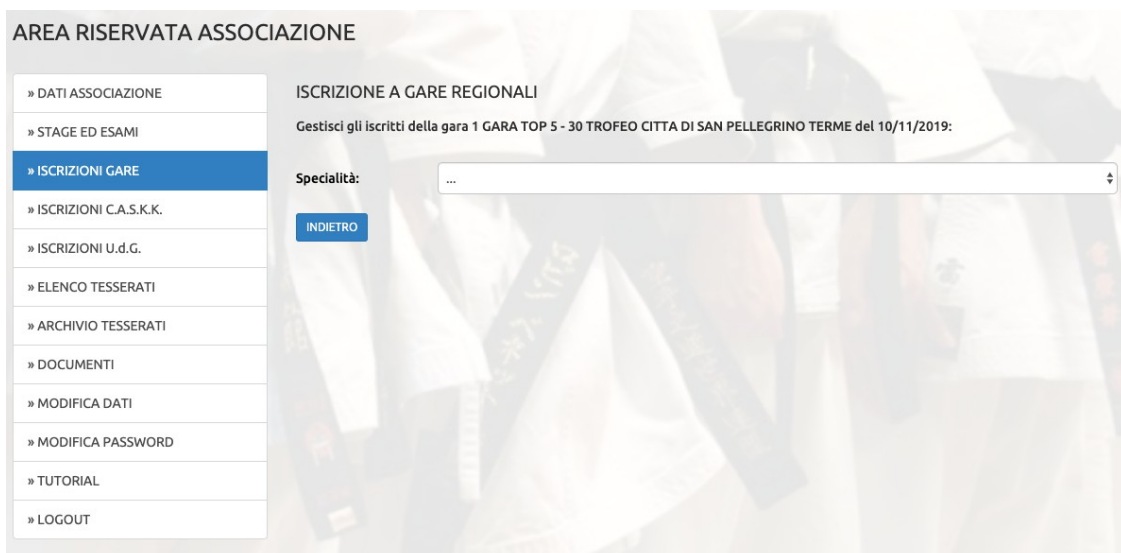 AREA RISERVATA ASSOCIAZIONE
» DATI ASSOCIAZIONE
» STAGE ED ESAMI
» ISCRIZIONI GARE
» ISCRIZIONI C.A.S.K.K.
» ISCRIZIONI U.d.G.
» ELENCO TESSERATI
» ARCHIVIO TESSERATI
» DOCUMENTI
» MODIFICA DATI
» MODIFICA PASSWORD
» TUTORIAL
» LOGOUT
ISCRIZIONE A GARE REGIONALI
Gestisci gli iscritti della gara 1 GARA TOP 5 - 30 TROFEO CITTA DI SAN PELLEGRINO TERME del 10/11/2019:
Specialità:
...
INDIETRO